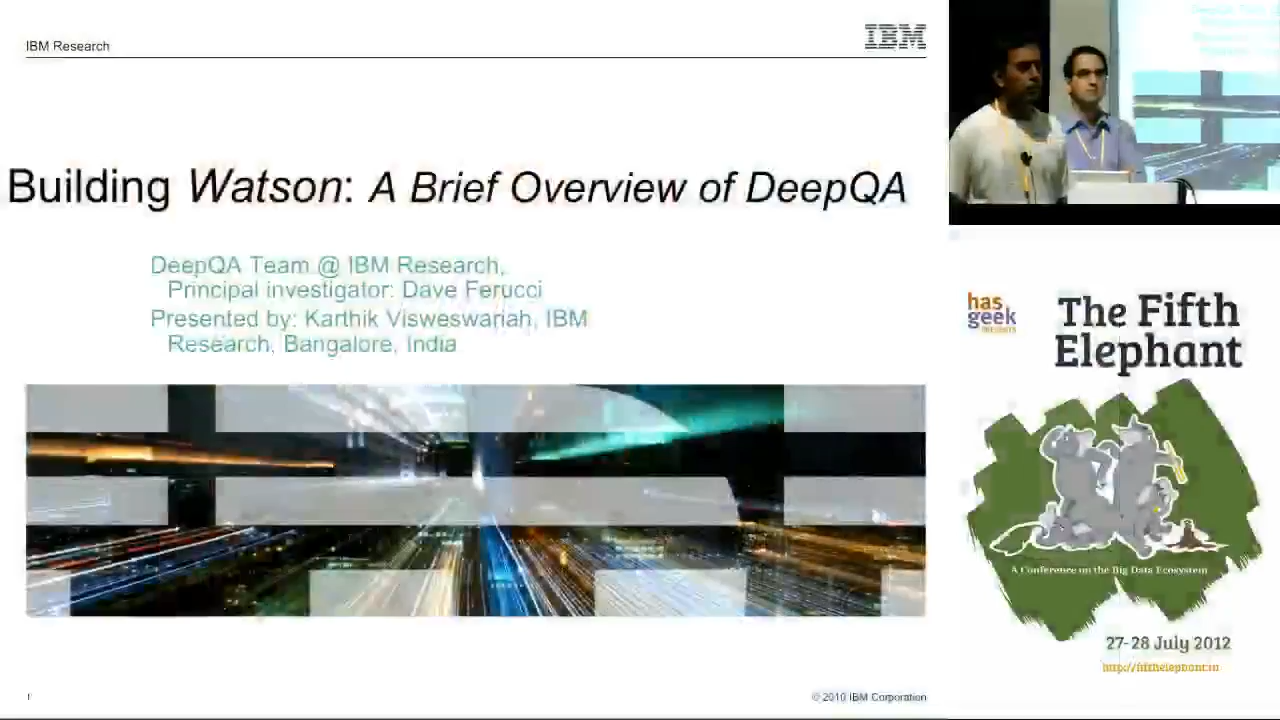 IBM Research
IBM
Building Watson: A Brief Overview of DeepQA
DeepQA Team @ IBM Research,
Principal investigator: Dave Ferucci
Presented by: Karthik Visweswariah, IBM
Research, Bangalore, India
1
© 2010 IBM Corporation
has
geek
PRESENTS
The Fifth
Elephant
A Conference on the Big Data Ecosystem
27-28 July 2012
http://fifthelephant.in